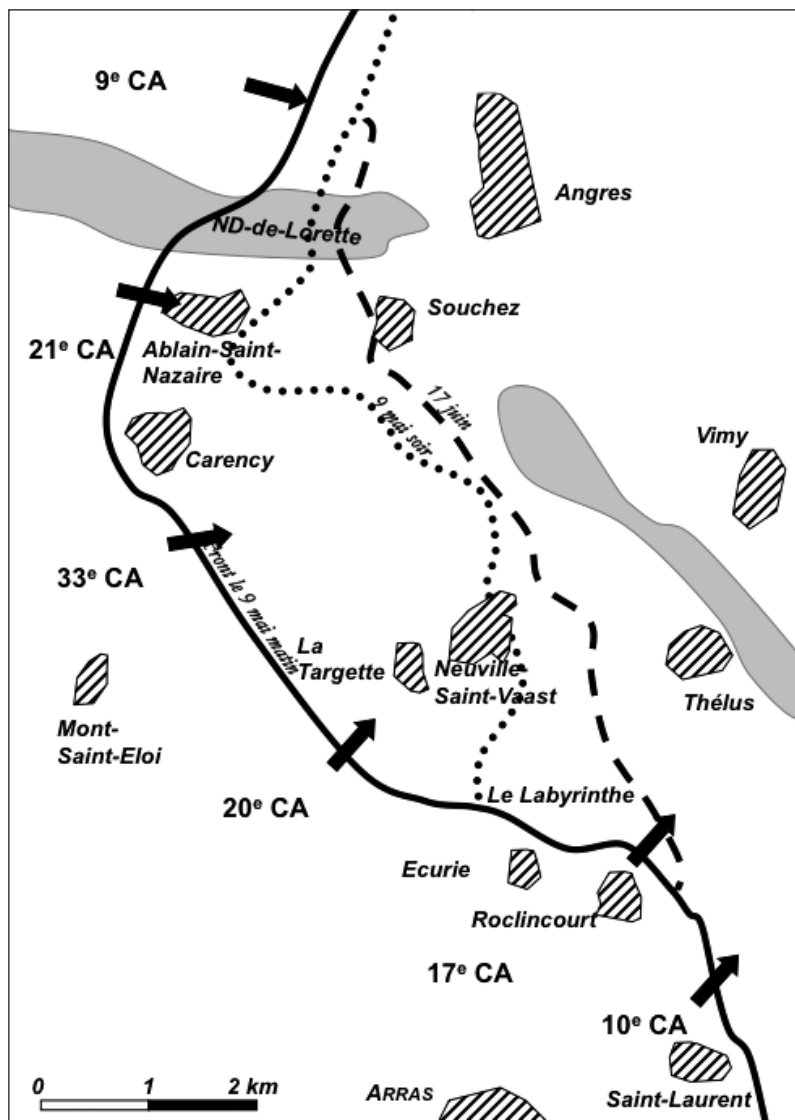 9e CA
Angres
ND-de-Lorette
Souchez
21e CA
Ablain-Saint-
Nazaire
17 juin
9 mai soir
Vimy
Carency
33e CA
Front le 9 mai matin
La
Targette
Neuville
Saint-Vaast
Thélus
Mont-
Saint-Eloi
20e CA
Le Labyrinthe
Ecurie
Roclincourt
17e CA
10e CA
0 1 2 km
ARRAS
Saint-Laurent